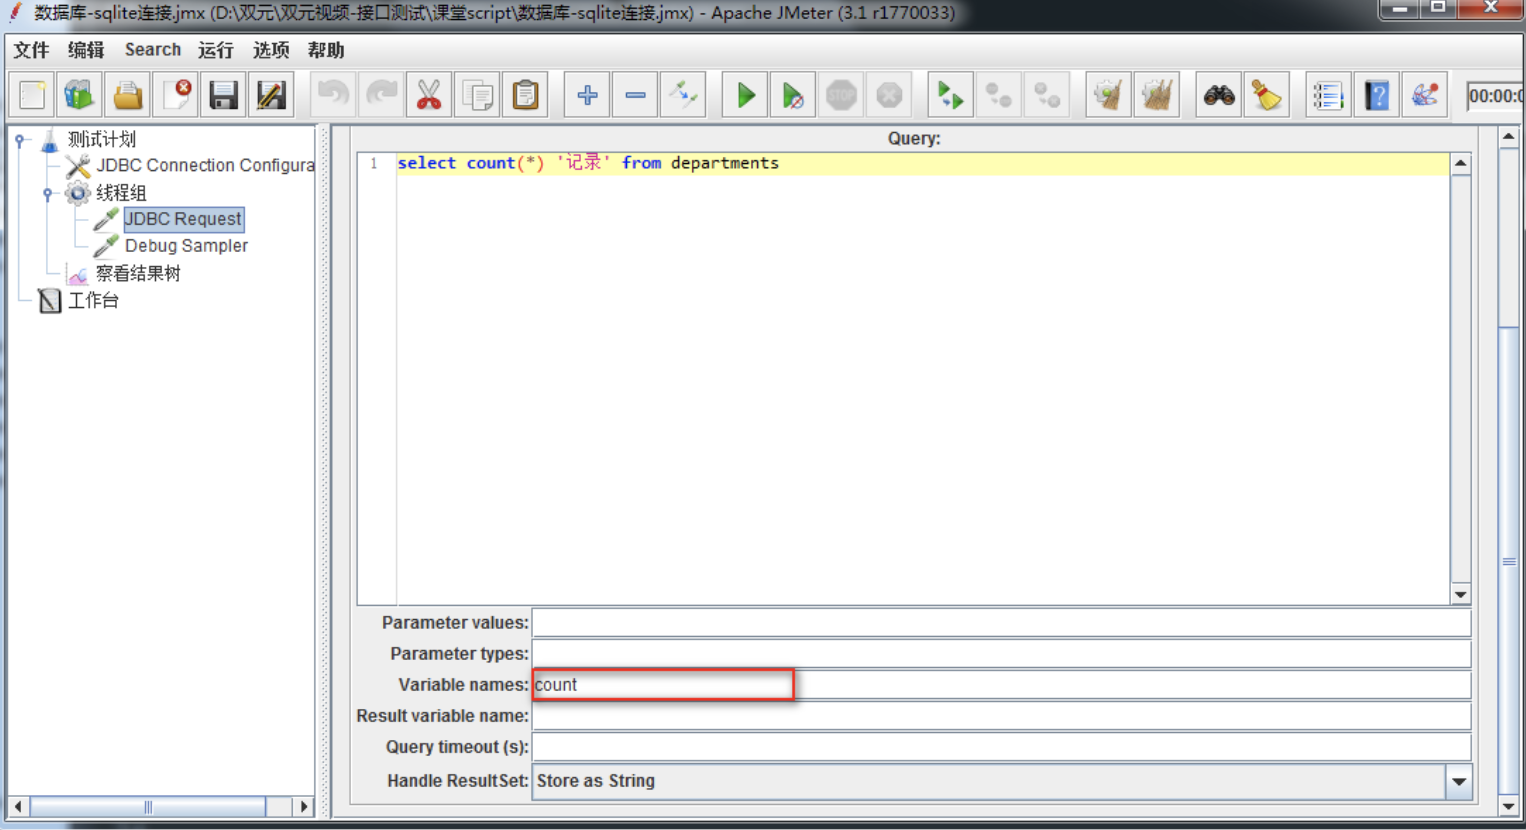 数据库-sqlite连接.jmx (D:\双元\双元视频-接口测试\课堂script\数据库-sqlite连接.jmx) - Apache JMeter (3.1 r1770033)
文件 编辑 Search 运行 选项 帮助
00:00:0
测试计划
JDBC Connection Configura
线程组
JDBC Request
Debug Sampler
察看结果树
工作台
Query:
1 select count(*) '记录' from departments
Parameter values:
Parameter types:
Variable names: count
Result variable name:
Query timeout (s):
Handle ResultSet: Store as String